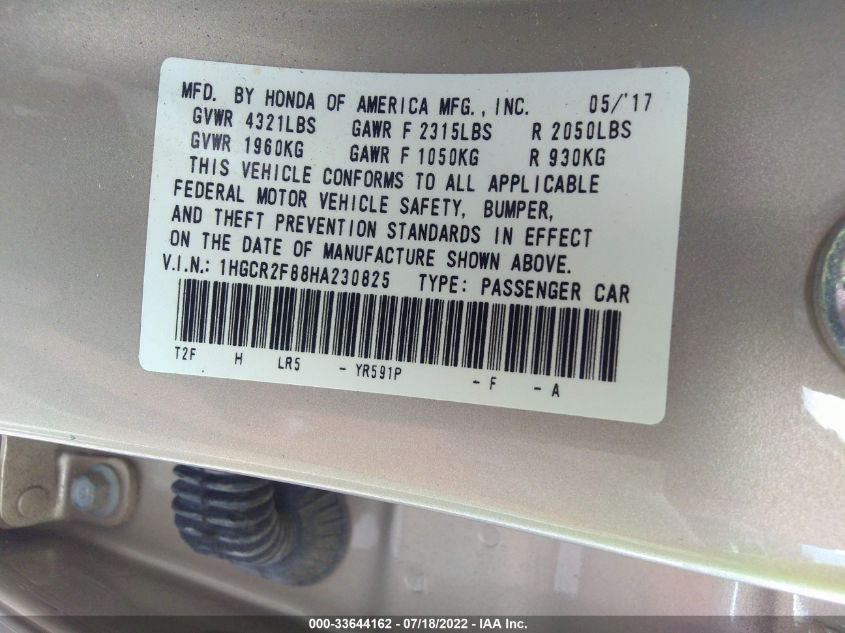 MFD. BY HONDA OF AMERICA MFG., INC. 05/'17
GVWR 4321LBS GAWR F 2315LBS R 2050LBS
GVWR 1960KG GAWR F 1050KG R 930KG
THIS VEHICLE CONFORMS TO ALL APPLICABLE
FEDERAL MOTOR VEHICLE SAFETY, BUMPER,
AND THEFT PREVENTION STANDARDS IN EFFECT
ON THE DATE OF MANUFACTURE SHOWN ABOVE.
V.I.N.: 1HGCR2F88HA230825 TYPE: PASSENGER CAR
T2F H LR5 - YR591P - F - A
000-33644162 - 07/18/2022 - IAA Inc.